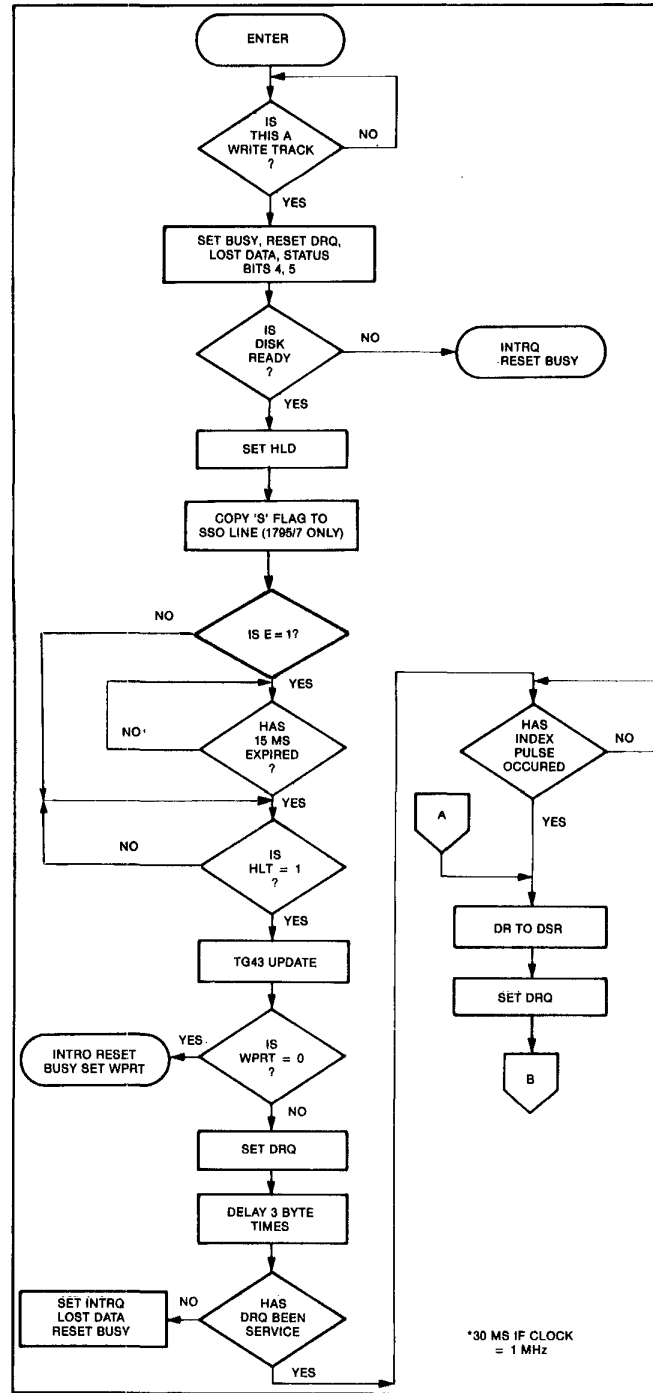 ENTER
IS
THIS A
WRITE TRACK
?
NO
YES
SET BUSY, RESET DRQ,
LOST DATA, STATUS
BITS 4, 5
IS
DISK
READY
?
NO
INTRQ
RESET BUSY
YES
SET HLD
COPY 'S' FLAG TO
SSO LINE (1795/7 ONLY)
NO
IS E = 1?
YES
NO*
HAS
15 MS
EXPIRED
?
YES
NO
IS
HLT = 1
?
YES
TG43 UPDATE
YES
INTRO RESET
BUSY SET WPRT
IS
WPRT = 0
?
NO
SET DRQ
DELAY 3 BYTE
TIMES
SET INTRQ
LOST DATA
RESET BUSY
NO
HAS
DRQ BEEN
SERVICE
YES
HAS
INDEX
PULSE
OCCURED
NO
YES
A
DR TO DSR
SET DRQ
B
*30 MS IF CLOCK
= 1 MHz